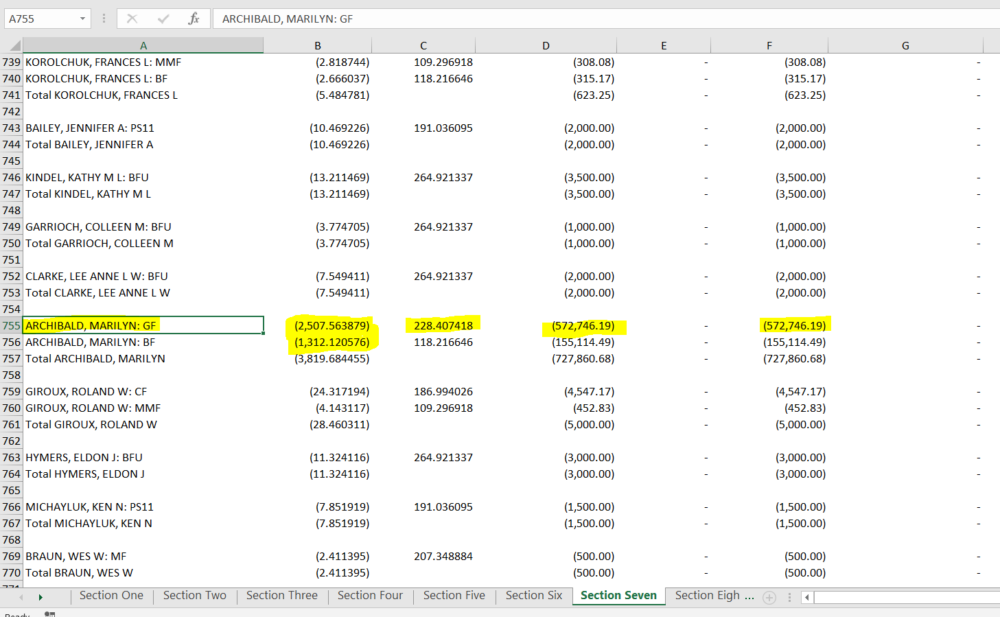 A755 fx ARCHIBALD, MARILYN: GF
A B C D E F G
739 KOROLCHUK, FRANCES L: MMF (2.818744) 109.296918 (308.08) - (308.08) -
740 KOROLCHUK, FRANCES L: BF (2.666037) 118.216646 (315.17) - (315.17) -
741 Total KOROLCHUK, FRANCES L (5.484781) (623.25) - (623.25) -
742
743 BAILEY, JENNIFER A: PS11 (10.469226) 191.036095 (2,000.00) - (2,000.00) -
744 Total BAILEY, JENNIFER A (10.469226) (2,000.00) - (2,000.00) -
745
746 KINDEL, KATHY M L: BFU (13.211469) 264.921337 (3,500.00) - (3,500.00) -
747 Total KINDEL, KATHY M L (13.211469) (3,500.00) - (3,500.00) -
748
749 GARRIOCH, COLLEEN M: BFU (3.774705) 264.921337 (1,000.00) - (1,000.00) -
750 Total GARRIOCH, COLLEEN M (3.774705) (1,000.00) - (1,000.00) -
751
752 CLARKE, LEE ANNE L W: BFU (7.549411) 264.921337 (2,000.00) - (2,000.00) -
753 Total CLARKE, LEE ANNE L W (7.549411) (2,000.00) - (2,000.00) -
754
755 ARCHIBALD, MARILYN: GF (2,507.563879) 228.407418 (572,746.19) - (572,746.19) -
756 ARCHIBALD, MARILYN: BF (1,312.120576) 118.216646 (155,114.49) - (155,114.49) -
757 Total ARCHIBALD, MARILYN (3,819.684455) (727,860.68) - (727,860.68) -
758
759 GIROUX, ROLAND W: CF (24.317194) 186.994026 (4,547.17) - (4,547.17) -
760 GIROUX, ROLAND W: MMF (4.143117) 109.296918 (452.83) - (452.83) -
761 Total GIROUX, ROLAND W (28.460311) (5,000.00) - (5,000.00) -
762
763 HYMERS, ELDON J: BFU (11.324116) 264.921337 (3,000.00) - (3,000.00) -
764 Total HYMERS, ELDON J (11.324116) (3,000.00) - (3,000.00) -
765
766 MICHAYLUK, KEN N: PS11 (7.851919) 191.036095 (1,500.00) - (1,500.00) -
767 Total MICHAYLUK, KEN N (7.851919) (1,500.00) - (1,500.00) -
768
769 BRAUN, WES W: MF (2.411395) 207.348884 (500.00) - (500.00) -
770 Total BRAUN, WES W (2.411395) (500.00) - (500.00) -
771
Section One Section Two Section Three Section Four Section Five Section Six Section Seven Section Eigh ...
Ready